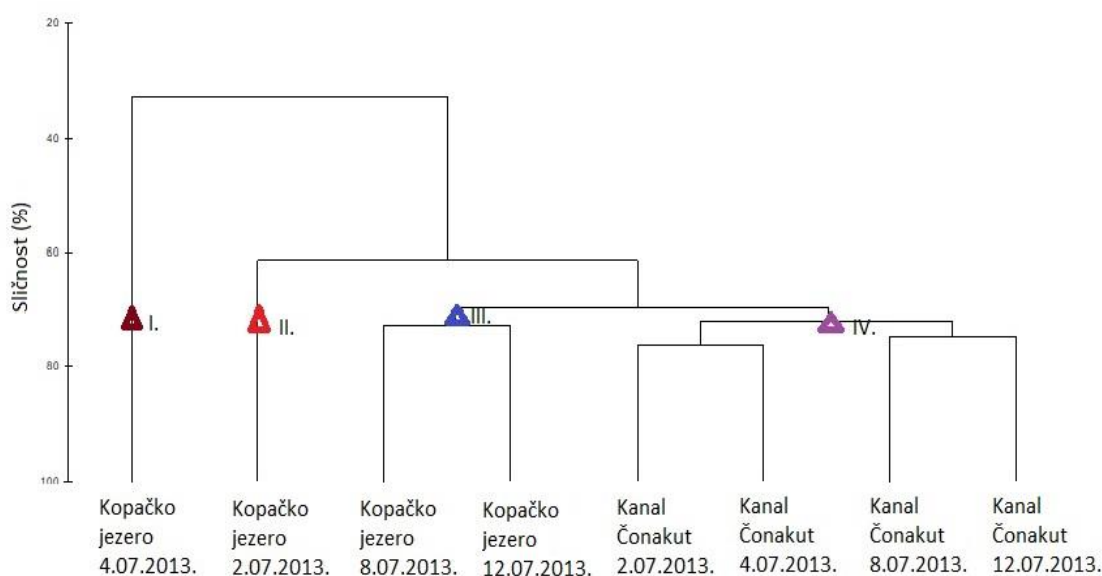 20
40
60
80
100
Sličnost (%)
I.
II.
III.
IV.
Kopačko
jezero
4.07.2013.
Kopačko
jezero
2.07.2013.
Kopačko
jezero
8.07.2013.
Kopačko
jezero
12.07.2013.
Kanal
Čonakut
2.07.2013.
Kanal
Čonakut
4.07.2013.
Kanal
Čonakut
8.07.2013.
Kanal
Čonakut
12.07.2013.